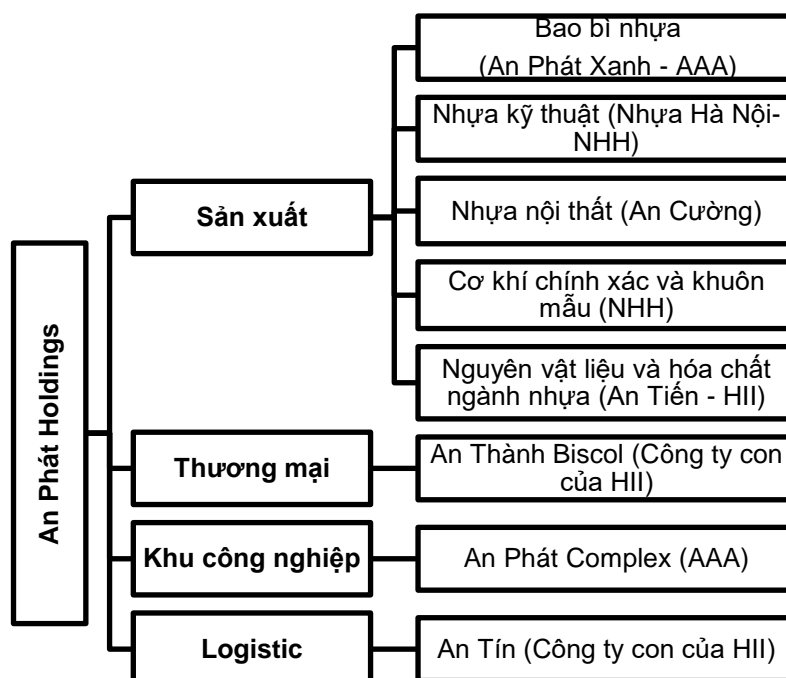 An Phát Holdings
Sản xuất
Bao bì nhựa
(An Phát Xanh - AAA)
Nhựa kỹ thuật (Nhựa Hà Nội-
NHH)
Nhựa nội thất (An Cường)
Cơ khí chính xác và khuôn
mẫu (NHH)
Nguyên vật liệu và hóa chất
ngành nhựa (An Tiến - HII)
Thương mại
An Thành Biscol (Công ty con
của HII)
Khu công nghiệp
An Phát Complex (AAA)
Logistic
An Tín (Công ty con của HII)